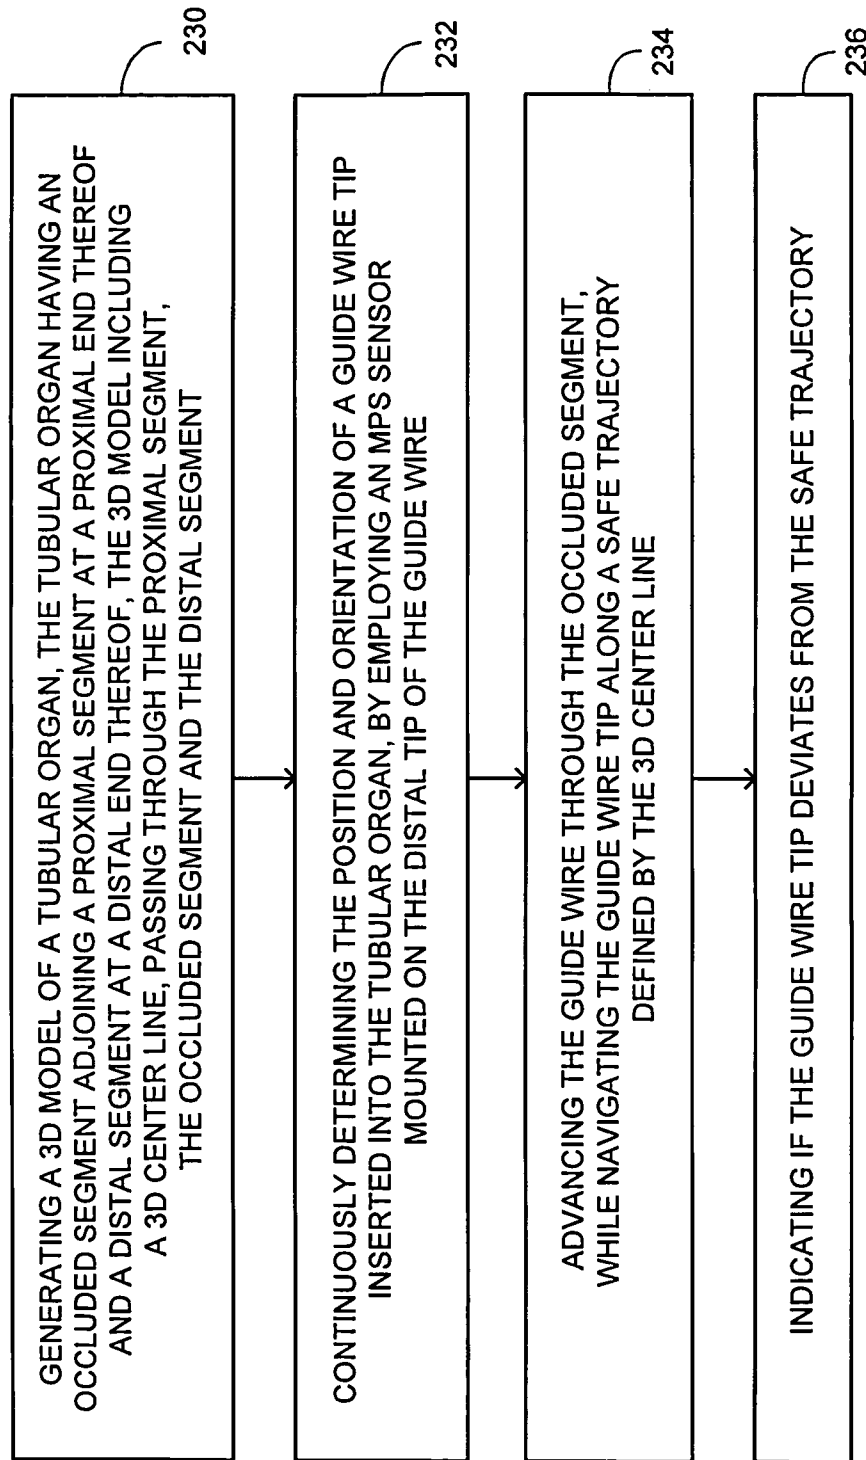 GENERATING A 3D MODEL OF A TUBULAR ORGAN, THE TUBULAR ORGAN HAVING AN
OCCLUDED SEGMENT ADJOINING A PROXIMAL SEGMENT AT A PROXIMAL END THEREOF
AND A DISTAL SEGMENT AT A DISTAL END THEREOF, THE 3D MODEL INCLUDING
A 3D CENTER LINE, PASSING THROUGH THE PROXIMAL SEGMENT,
THE OCCLUDED SEGMENT AND THE DISTAL SEGMENT
230
CONTINUOUSLY DETERMINING THE POSITION AND ORIENTATION OF A GUIDE WIRE TIP
INSERTED INTO THE TUBULAR ORGAN, BY EMPLOYING AN MPS SENSOR
MOUNTED ON THE DISTAL TIP OF THE GUIDE WIRE
232
ADVANCING THE GUIDE WIRE THROUGH THE OCCLUDED SEGMENT,
WHILE NAVIGATING THE GUIDE WIRE TIP ALONG A SAFE TRAJECTORY
DEFINED BY THE 3D CENTER LINE
234
INDICATING IF THE GUIDE WIRE TIP DEVIATES FROM THE SAFE TRAJECTORY
236